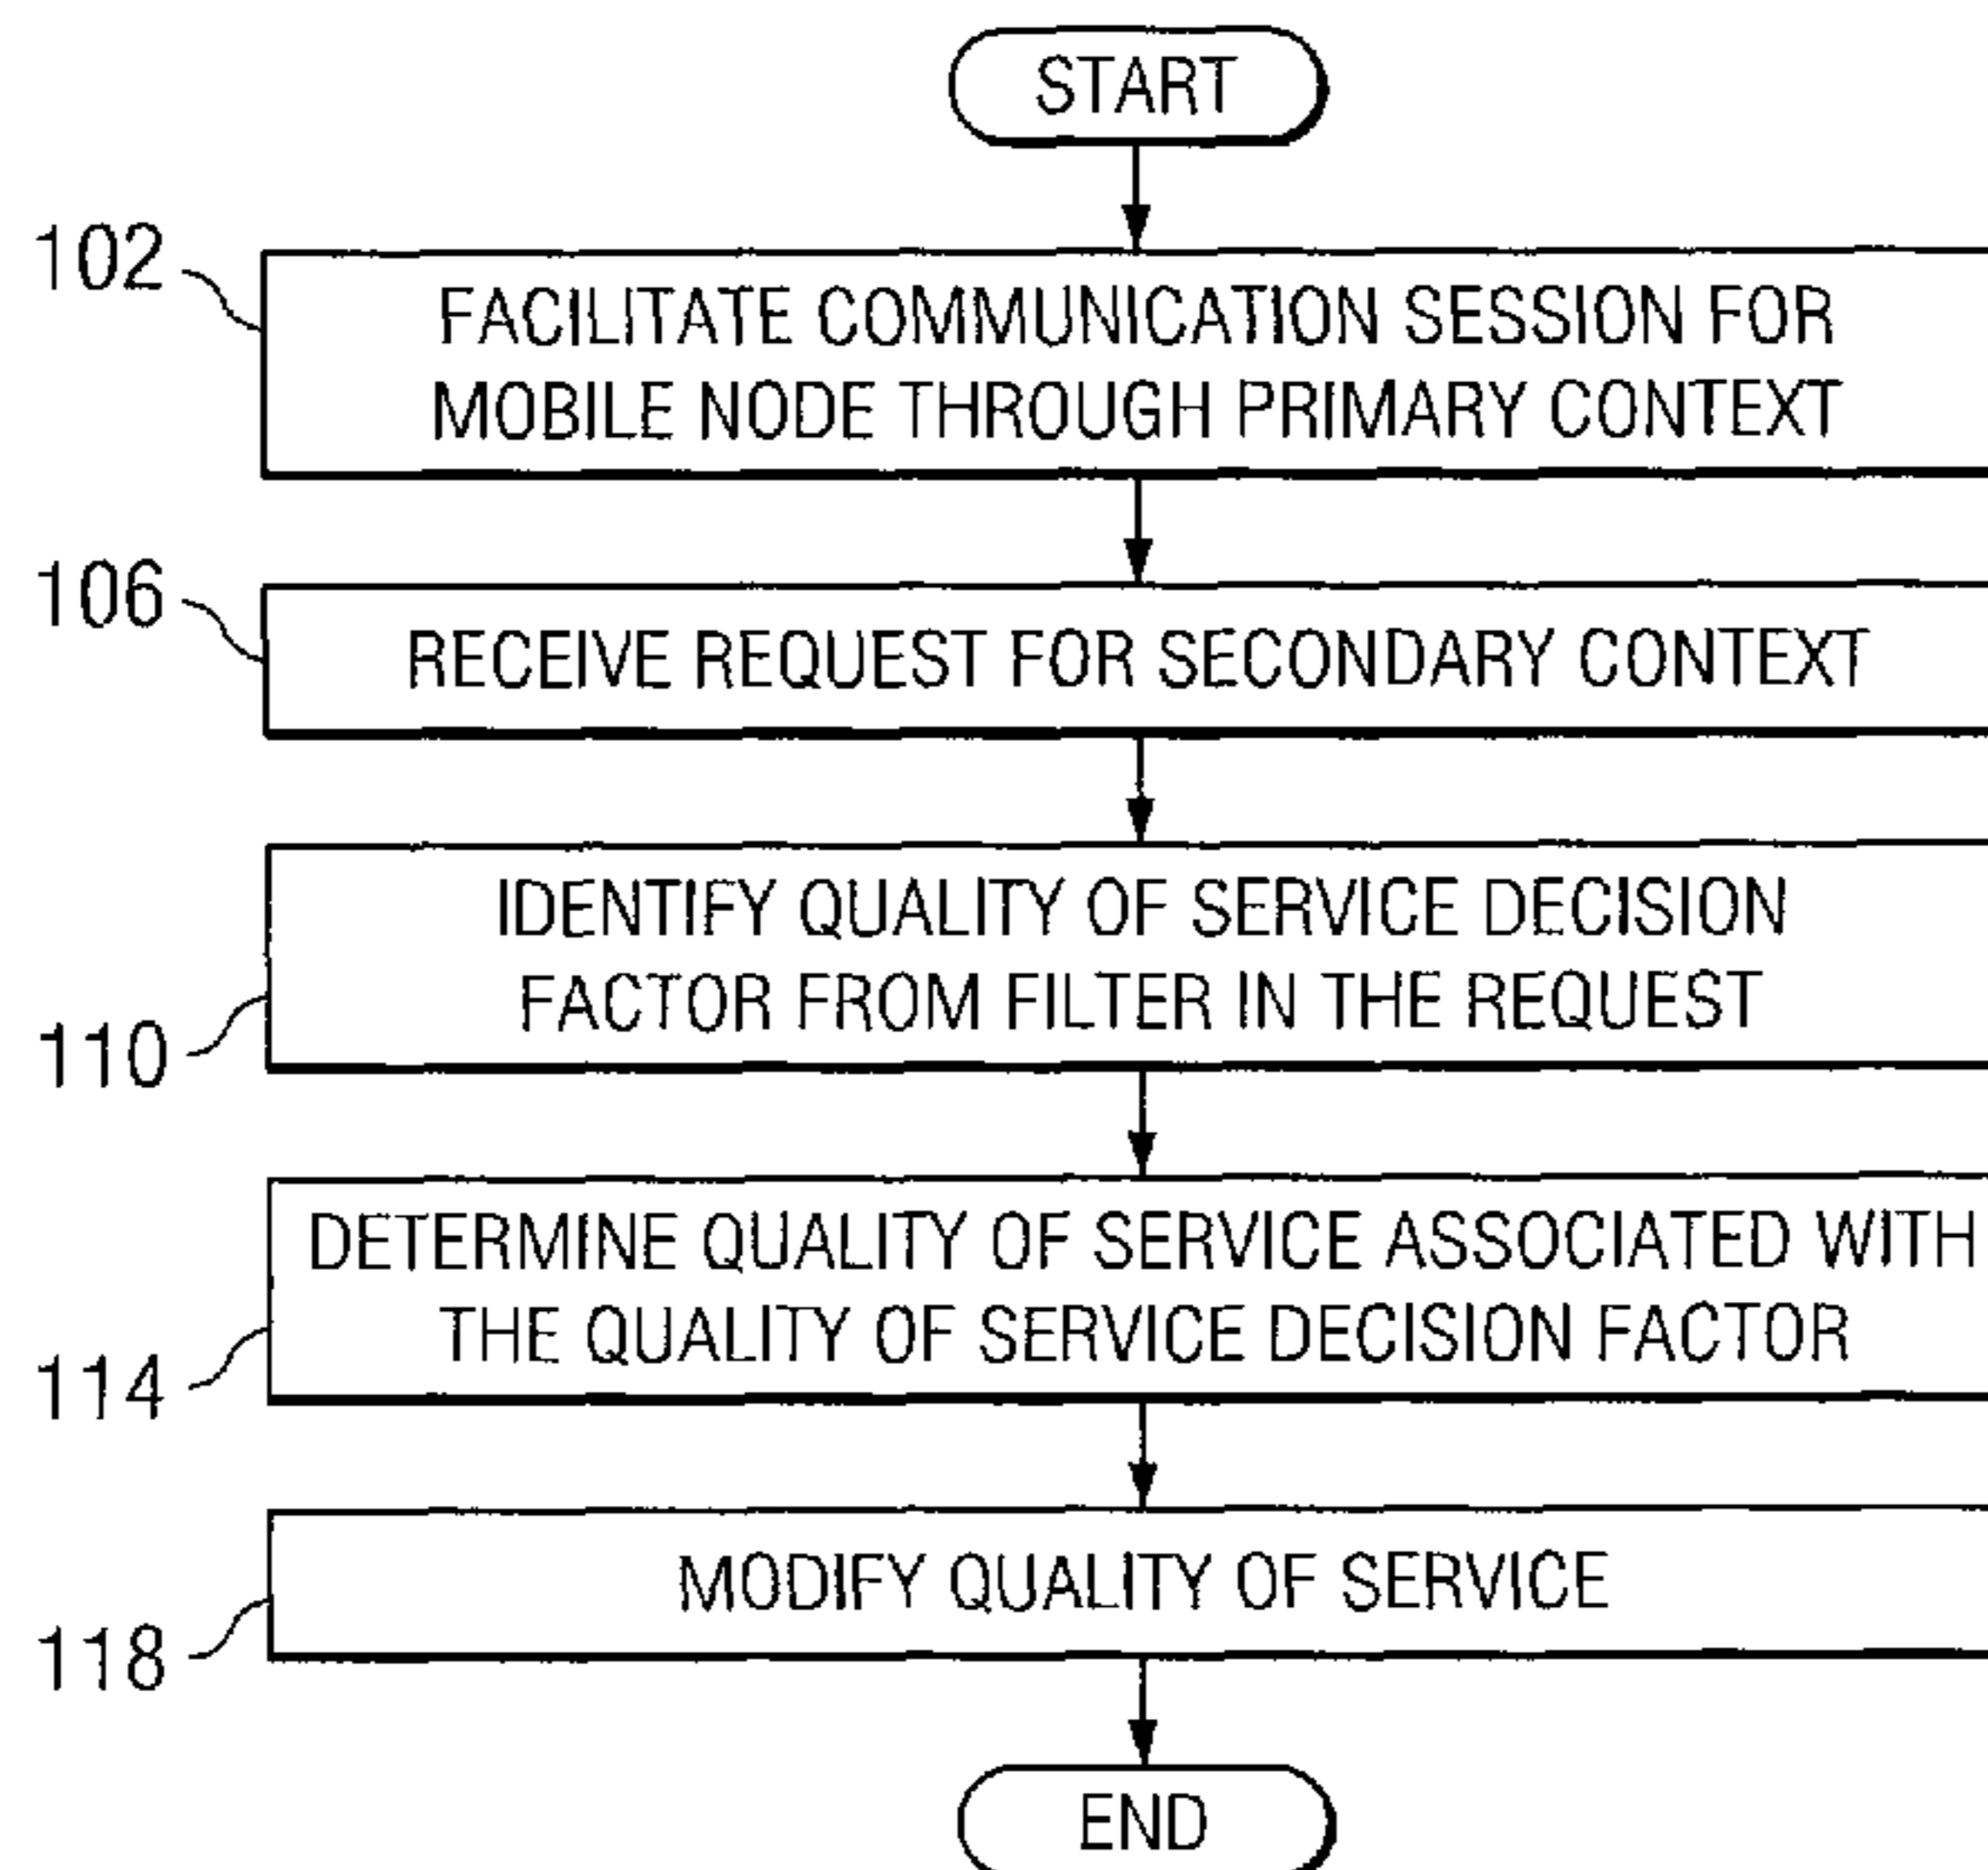 START
102
FACILITATE COMMUNICATION SESSION FOR
MOBILE NODE THROUGH PRIMARY CONTEXT
106
RECEIVE REQUEST FOR SECONDARY CONTEXT
IDENTIFY QUALITY OF SERVICE DECISION
FACTOR FROM FILTER IN THE REQUEST
110
DETERMINE QUALITY OF SERVICE ASSOCIATED WITH
THE QUALITY OF SERVICE DECISION FACTOR
114
MODIFY QUALITY OF SERVICE
118
END